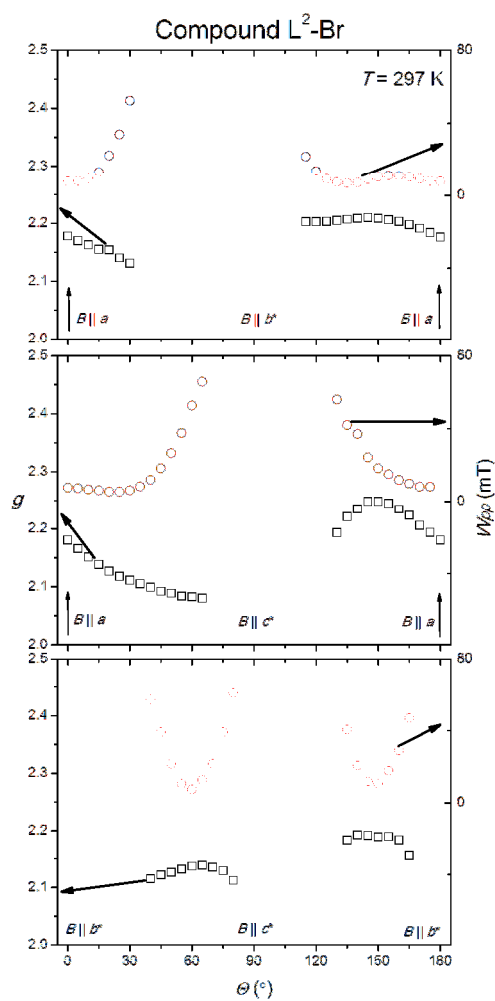 Compound L²-Br
2.5
80
T = 297 K
2.4
2.3
0
2.2
2.1
B || a
B || b*
B || a
2.0
2.5
80
2.4
2.3
g
0
Wpp (mT)
2.2
2.1
B || a
B || c*
B || a
2.0
2.5
80
2.4
2.3
0
2.2
2.1
B || b*
B || c*
B || b*
2.0
0 30 60 90 120 150 180
Θ (°)